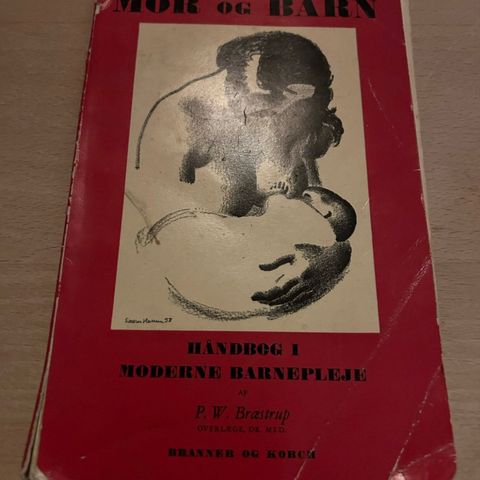 MOR OG BARN
HÅNDBOG I
MODERNE BARNEPLEJE
AF
P. W. Bræstrup
OVERLÆGE, DR. MED.
BRANNER OG KORCH